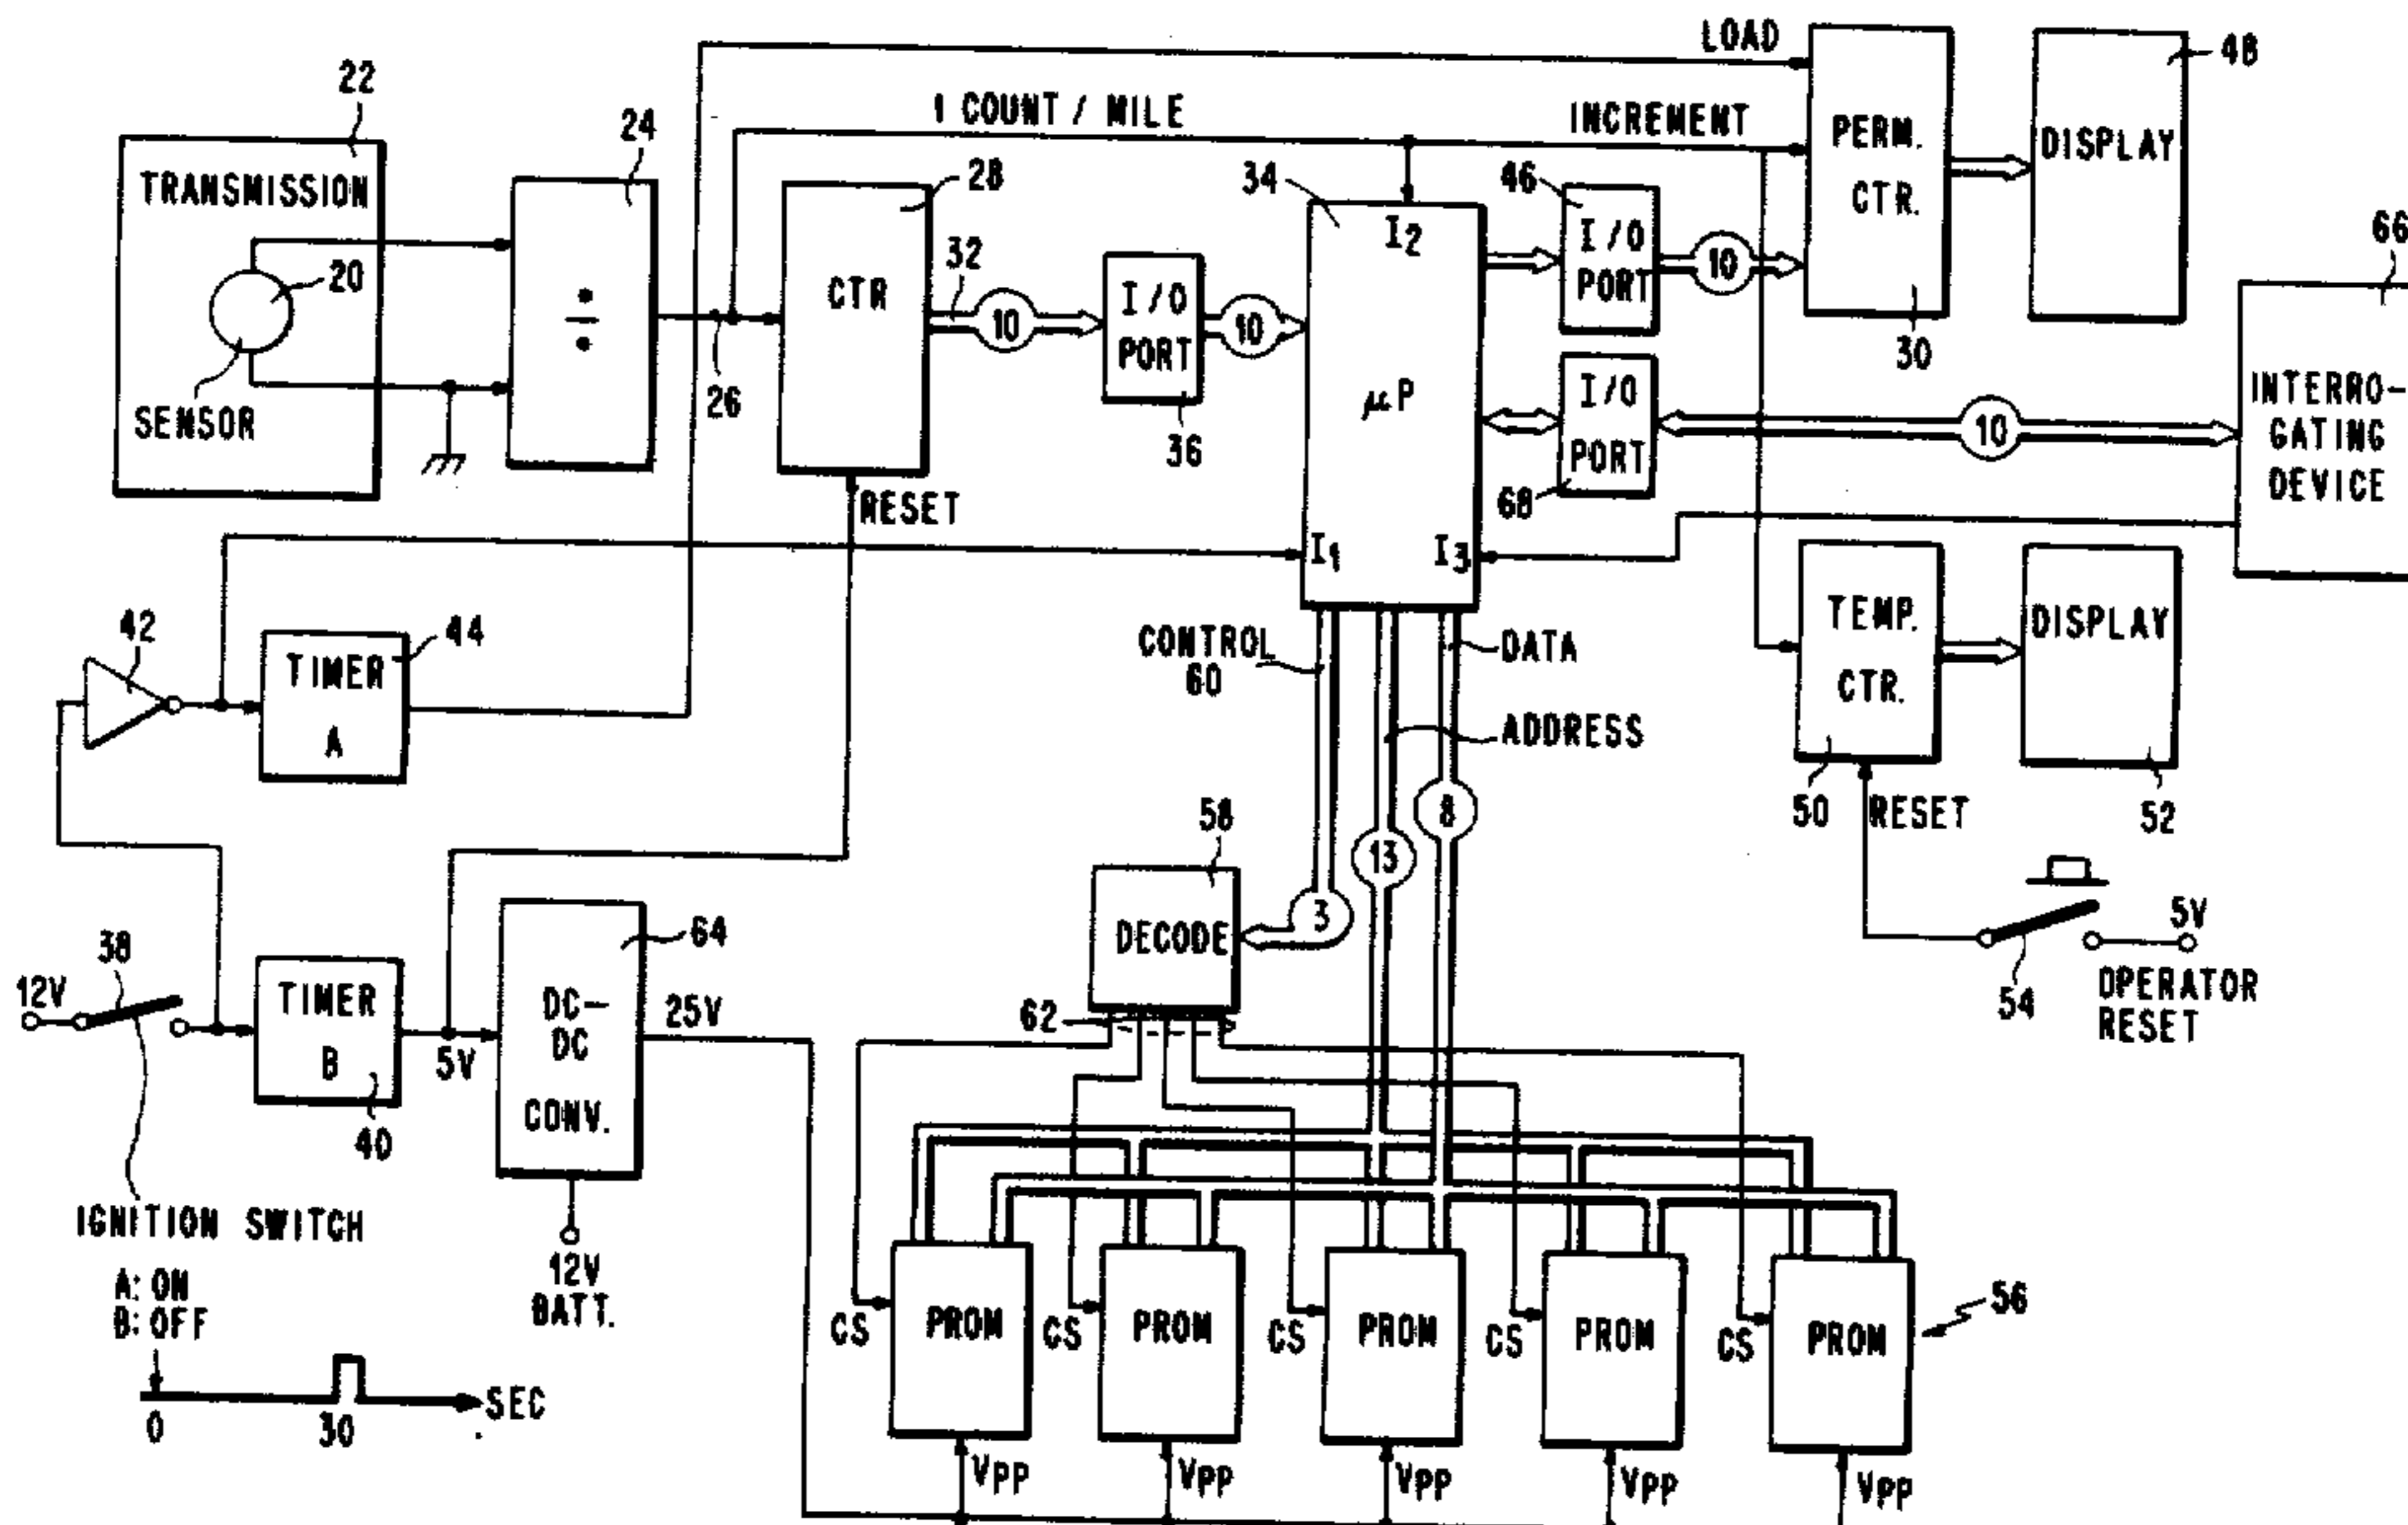 LOAD
48
22
24
1 COUNT / MILE
INCREMENT
PERM.
CTR.
DISPLAY
TRANSMISSION
28
34
46
I2
I/O
PORT
10
66
20
÷
CTR
32
10
I/O
PORT
10
30
SENSOR
26
36
μP
I/O
PORT
68
10
INTERRO-
GATING
DEVICE
RESET
I1
I3
42
TIMER
A
44
CONTROL
60
DATA
ADDRESS
TEMP.
CTR.
DISPLAY
50
RESET
52
58
8
13
3
DECODE
62
38
12V
TIMER
B
40
5V
64
DC-
DC
CONV.
25V
12V
BATT.
5V
54
OPERATOR
RESET
IGNITION SWITCH
A: ON
B: OFF
0
30
SEC
CS
PROM
CS
PROM
CS
PROM
CS
PROM
CS
PROM
56
VPP
VPP
VPP
VPP
VPP